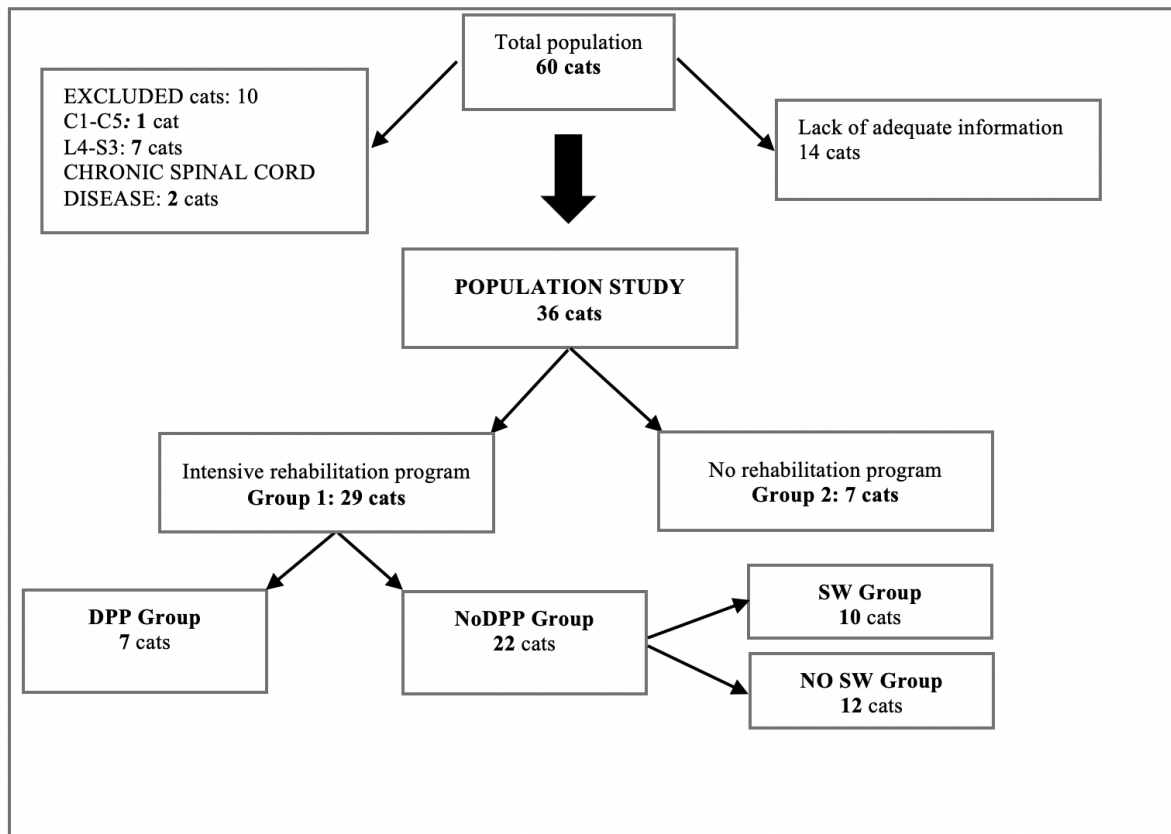 Total population
60 cats
EXCLUDED cats: 10
C1-C5: 1 cat
L4-S3: 7 cats
CHRONIC SPINAL CORD
DISEASE: 2 cats
Lack of adequate information
14 cats
POPULATION STUDY
36 cats
Intensive rehabilitation program
Group 1: 29 cats
No rehabilitation program
Group 2: 7 cats
DPP Group
7 cats
NoDPP Group
22 cats
SW Group
10 cats
NO SW Group
12 cats